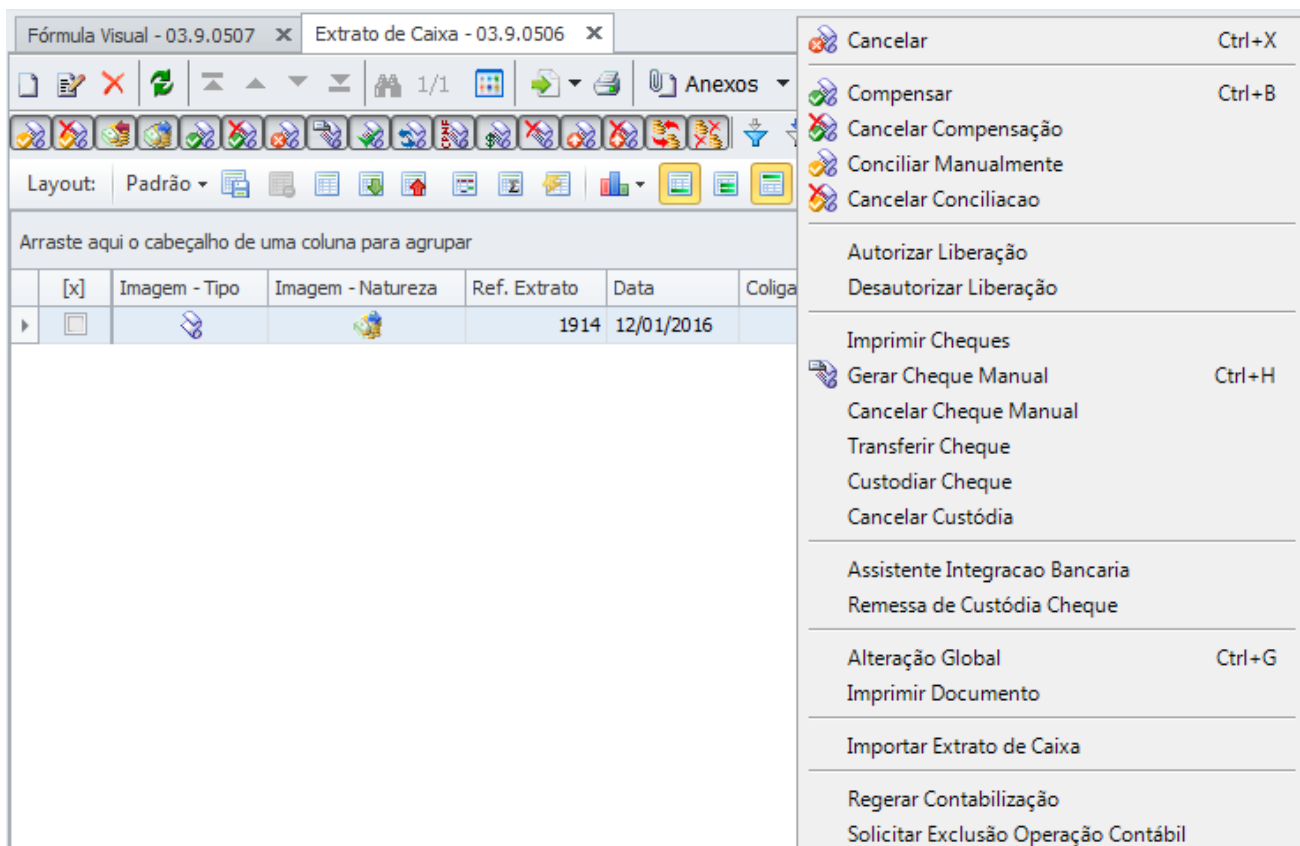 Fórmula Visual - 03.9.0507 Extrato de Caixa - 03.9.0506
1/1 Anexos
Layout: Padrão
Arraste aqui o cabeçalho de uma coluna para agrupar
[x] Imagem - Tipo Imagem - Natureza Ref. Extrato Data Coliga
1914 12/01/2016
Cancelar Ctrl+X
Compensar Ctrl+B
Cancelar Compensação
Conciliar Manualmente
Cancelar Conciliacao
Autorizar Liberação
Desautorizar Liberação
Imprimir Cheques
Gerar Cheque Manual Ctrl+H
Cancelar Cheque Manual
Transferir Cheque
Custodiar Cheque
Cancelar Custódia
Assistente Integracao Bancaria
Remessa de Custódia Cheque
Alteração Global Ctrl+G
Imprimir Documento
Importar Extrato de Caixa
Regerar Contabilização
Solicitar Exclusão Operação Contábil